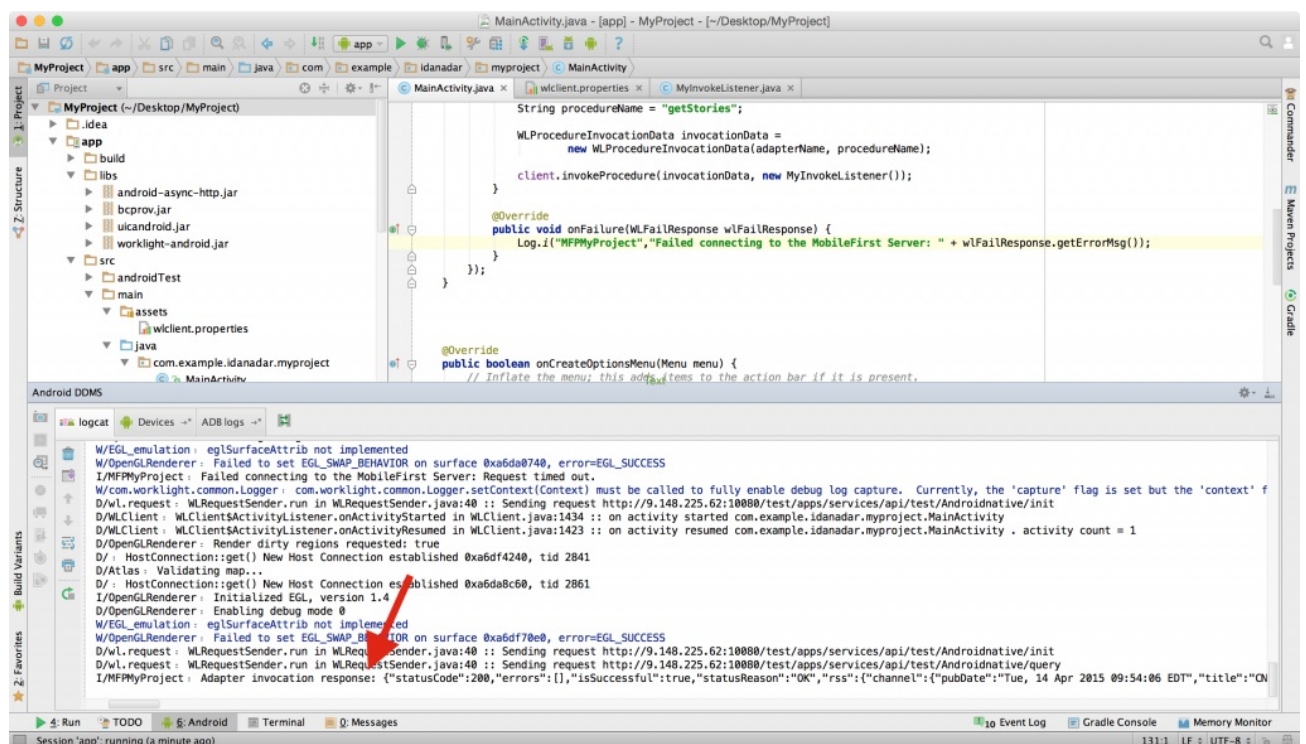 MainActivity.java - [app] - MyProject - [~/Desktop/MyProject]
app
MyProject app src main java com example idanadar myproject MainActivity
Project
MainActivity.java × wlclient.properties × MyInvokeListener.java ×
1: Project
Z: Structure
Build Variants
2: Favorites
MyProject (~/Desktop/MyProject)
.idea
app
build
libs
android-async-http.jar
bcprov.jar
uicandroid.jar
worklight-android.jar
src
androidTest
main
assets
wlclient.properties
java
com.example.idanadar.myproject
MainActivity
String procedureName = "getStories";
WLProcedureInvocationData invocationData =
new WLProcedureInvocationData(adapterName, procedureName);
client.invokeProcedure(invocationData, new MyInvokeListener());
}
@Override
public void onFailure(WLFailResponse wlFailResponse) {
Log.i("MFPMyProject","Failed connecting to the MobileFirst Server: " + wlFailResponse.getErrorMsg());
}
});
}
@Override
public boolean onCreateOptionsMenu(Menu menu) {
// Inflate the menu; this adds items to the action bar if it is present.
Text
Commander
Maven Projects
Gradle
Android DDMS
logcat Devices ADB logs
W/EGL_emulation﹕ eglSurfaceAttrib not implemented
W/OpenGLRenderer﹕ Failed to set EGL_SWAP_BEHAVIOR on surface 0xa6da0740, error=EGL_SUCCESS
I/MFPMyProject﹕ Failed connecting to the MobileFirst Server: Request timed out.
W/com.worklight.common.Logger﹕ com.worklight.common.Logger.setContext(Context) must be called to fully enable debug log capture.  Currently, the 'capture' flag is set but the 'context' f
D/wl.request﹕ WLRequestSender.run in WLRequestSender.java:40 :: Sending request http://9.148.225.62:10080/test/apps/services/api/test/Androidnative/init
D/WLClient﹕ WLClient$ActivityListener.onActivityStarted in WLClient.java:1434 :: on activity started com.example.idanadar.myproject.MainActivity
D/WLClient﹕ WLClient$ActivityListener.onActivityResumed in WLClient.java:1423 :: on activity resumed com.example.idanadar.myproject.MainActivity . activity count = 1
D/OpenGLRenderer﹕ Render dirty regions requested: true
D/﹕ HostConnection::get() New Host Connection established 0xa6df4240, tid 2841
D/Atlas﹕ Validating map...
D/﹕ HostConnection::get() New Host Connection established 0xa6da8c60, tid 2861
I/OpenGLRenderer﹕ Initialized EGL, version 1.4
D/OpenGLRenderer﹕ Enabling debug mode 0
W/EGL_emulation﹕ eglSurfaceAttrib not implemented
W/OpenGLRenderer﹕ Failed to set EGL_SWAP_BEHAVIOR on surface 0xa6df70e0, error=EGL_SUCCESS
D/wl.request﹕ WLRequestSender.run in WLRequestSender.java:40 :: Sending request http://9.148.225.62:10080/test/apps/services/api/test/Androidnative/init
D/wl.request﹕ WLRequestSender.run in WLRequestSender.java:40 :: Sending request http://9.148.225.62:10080/test/apps/services/api/test/Androidnative/query
I/MFPMyProject﹕ Adapter invocation response: {"statusCode":200,"errors":[],"isSuccessful":true,"statusReason":"OK","rss":{"channel":{"pubDate":"Tue, 14 Apr 2015 09:54:06 EDT","title":"CN
4: Run TODO 6: Android Terminal 0: Messages 10 Event Log Gradle Console Memory Monitor
Session 'app': running (a minute ago) 131:1 LF UTF-8